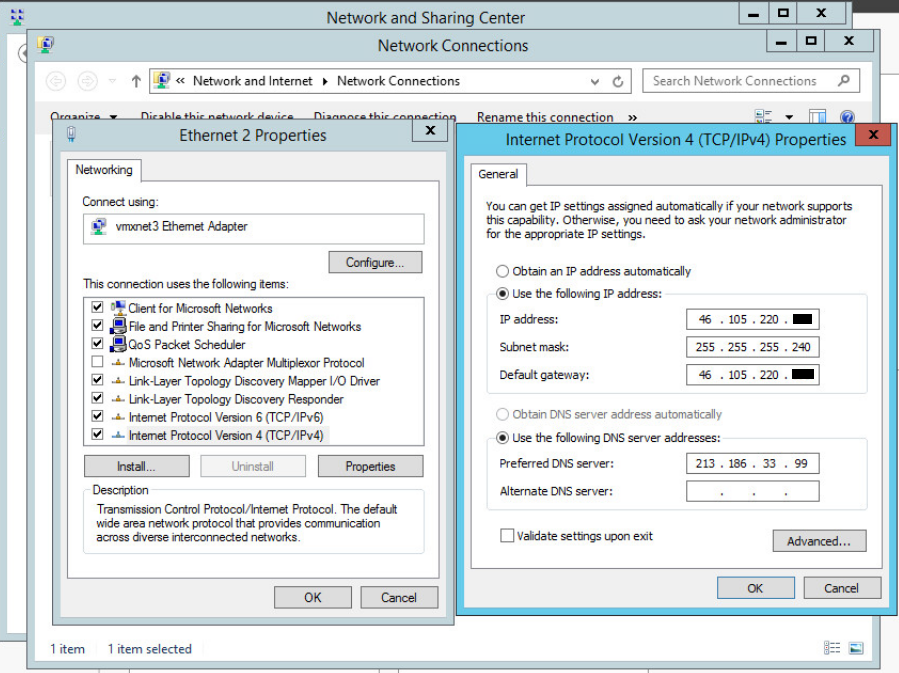 Network and Sharing Center
Network Connections
« Network and Internet Network Connections
Search Network Connections
Organize Disable this network device Diagnose this connection Rename this connection »
Ethernet 2 Properties
Networking
Connect using:
vmxnet3 Ethernet Adapter
Configure...
This connection uses the following items:
Client for Microsoft Networks
File and Printer Sharing for Microsoft Networks
QoS Packet Scheduler
Microsoft Network Adapter Multiplexor Protocol
Link-Layer Topology Discovery Mapper I/O Driver
Link-Layer Topology Discovery Responder
Internet Protocol Version 6 (TCP/IPv6)
Internet Protocol Version 4 (TCP/IPv4)
Install...
Uninstall
Properties
Description
Transmission Control Protocol/Internet Protocol. The default
wide area network protocol that provides communication
across diverse interconnected networks.
OK
Cancel
Internet Protocol Version 4 (TCP/IPv4) Properties
General
You can get IP settings assigned automatically if your network supports
this capability. Otherwise, you need to ask your network administrator
for the appropriate IP settings.
Obtain an IP address automatically
Use the following IP address:
IP address: 46 . 105 . 220 .
Subnet mask: 255 . 255 . 255 . 240
Default gateway: 46 . 105 . 220 .
Obtain DNS server address automatically
Use the following DNS server addresses:
Preferred DNS server: 213 . 186 . 33 . 99
Alternate DNS server: . . .
Validate settings upon exit
Advanced...
OK
Cancel
1 item 1 item selected